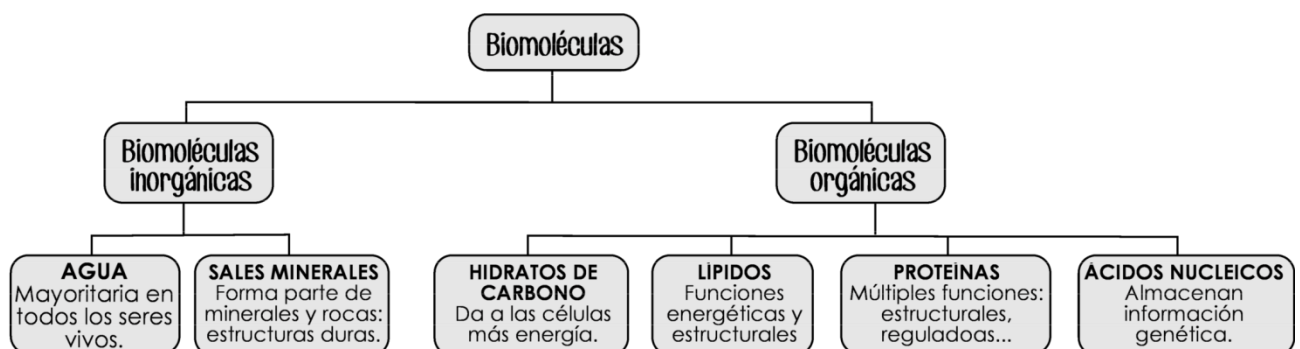 Biomoléculas
Biomoléculas
inorgánicas
Biomoléculas
orgánicas
AGUA
Mayoritaria en
todos los seres
vivos.
SALES MINERALES
Forma parte de
minerales y rocas:
estructuras duras.
HIDRATOS DE
CARBONO
Da a las células
más energía.
LÍPIDOS
Funciones
energéticas y
estructurales
PROTEÍNAS
Múltiples funciones:
estructurales,
reguladoas...
ÁCIDOS NUCLEICOS
Almacenan
información
genética.